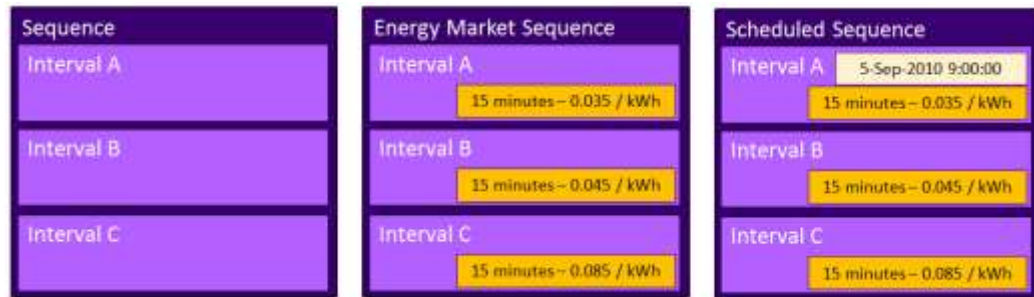 Sequence
Interval A
Interval B
Interval C
Energy Market Sequence
Interval A
15 minutes – 0.035 / kWh
Interval B
15 minutes – 0.045 / kWh
Interval C
15 minutes – 0.085 / kWh
Scheduled Sequence
Interval A 5-Sep-2010 9:00:00
15 minutes – 0.035 / kWh
Interval B
15 minutes – 0.045 / kWh
Interval C
15 minutes – 0.085 / kWh